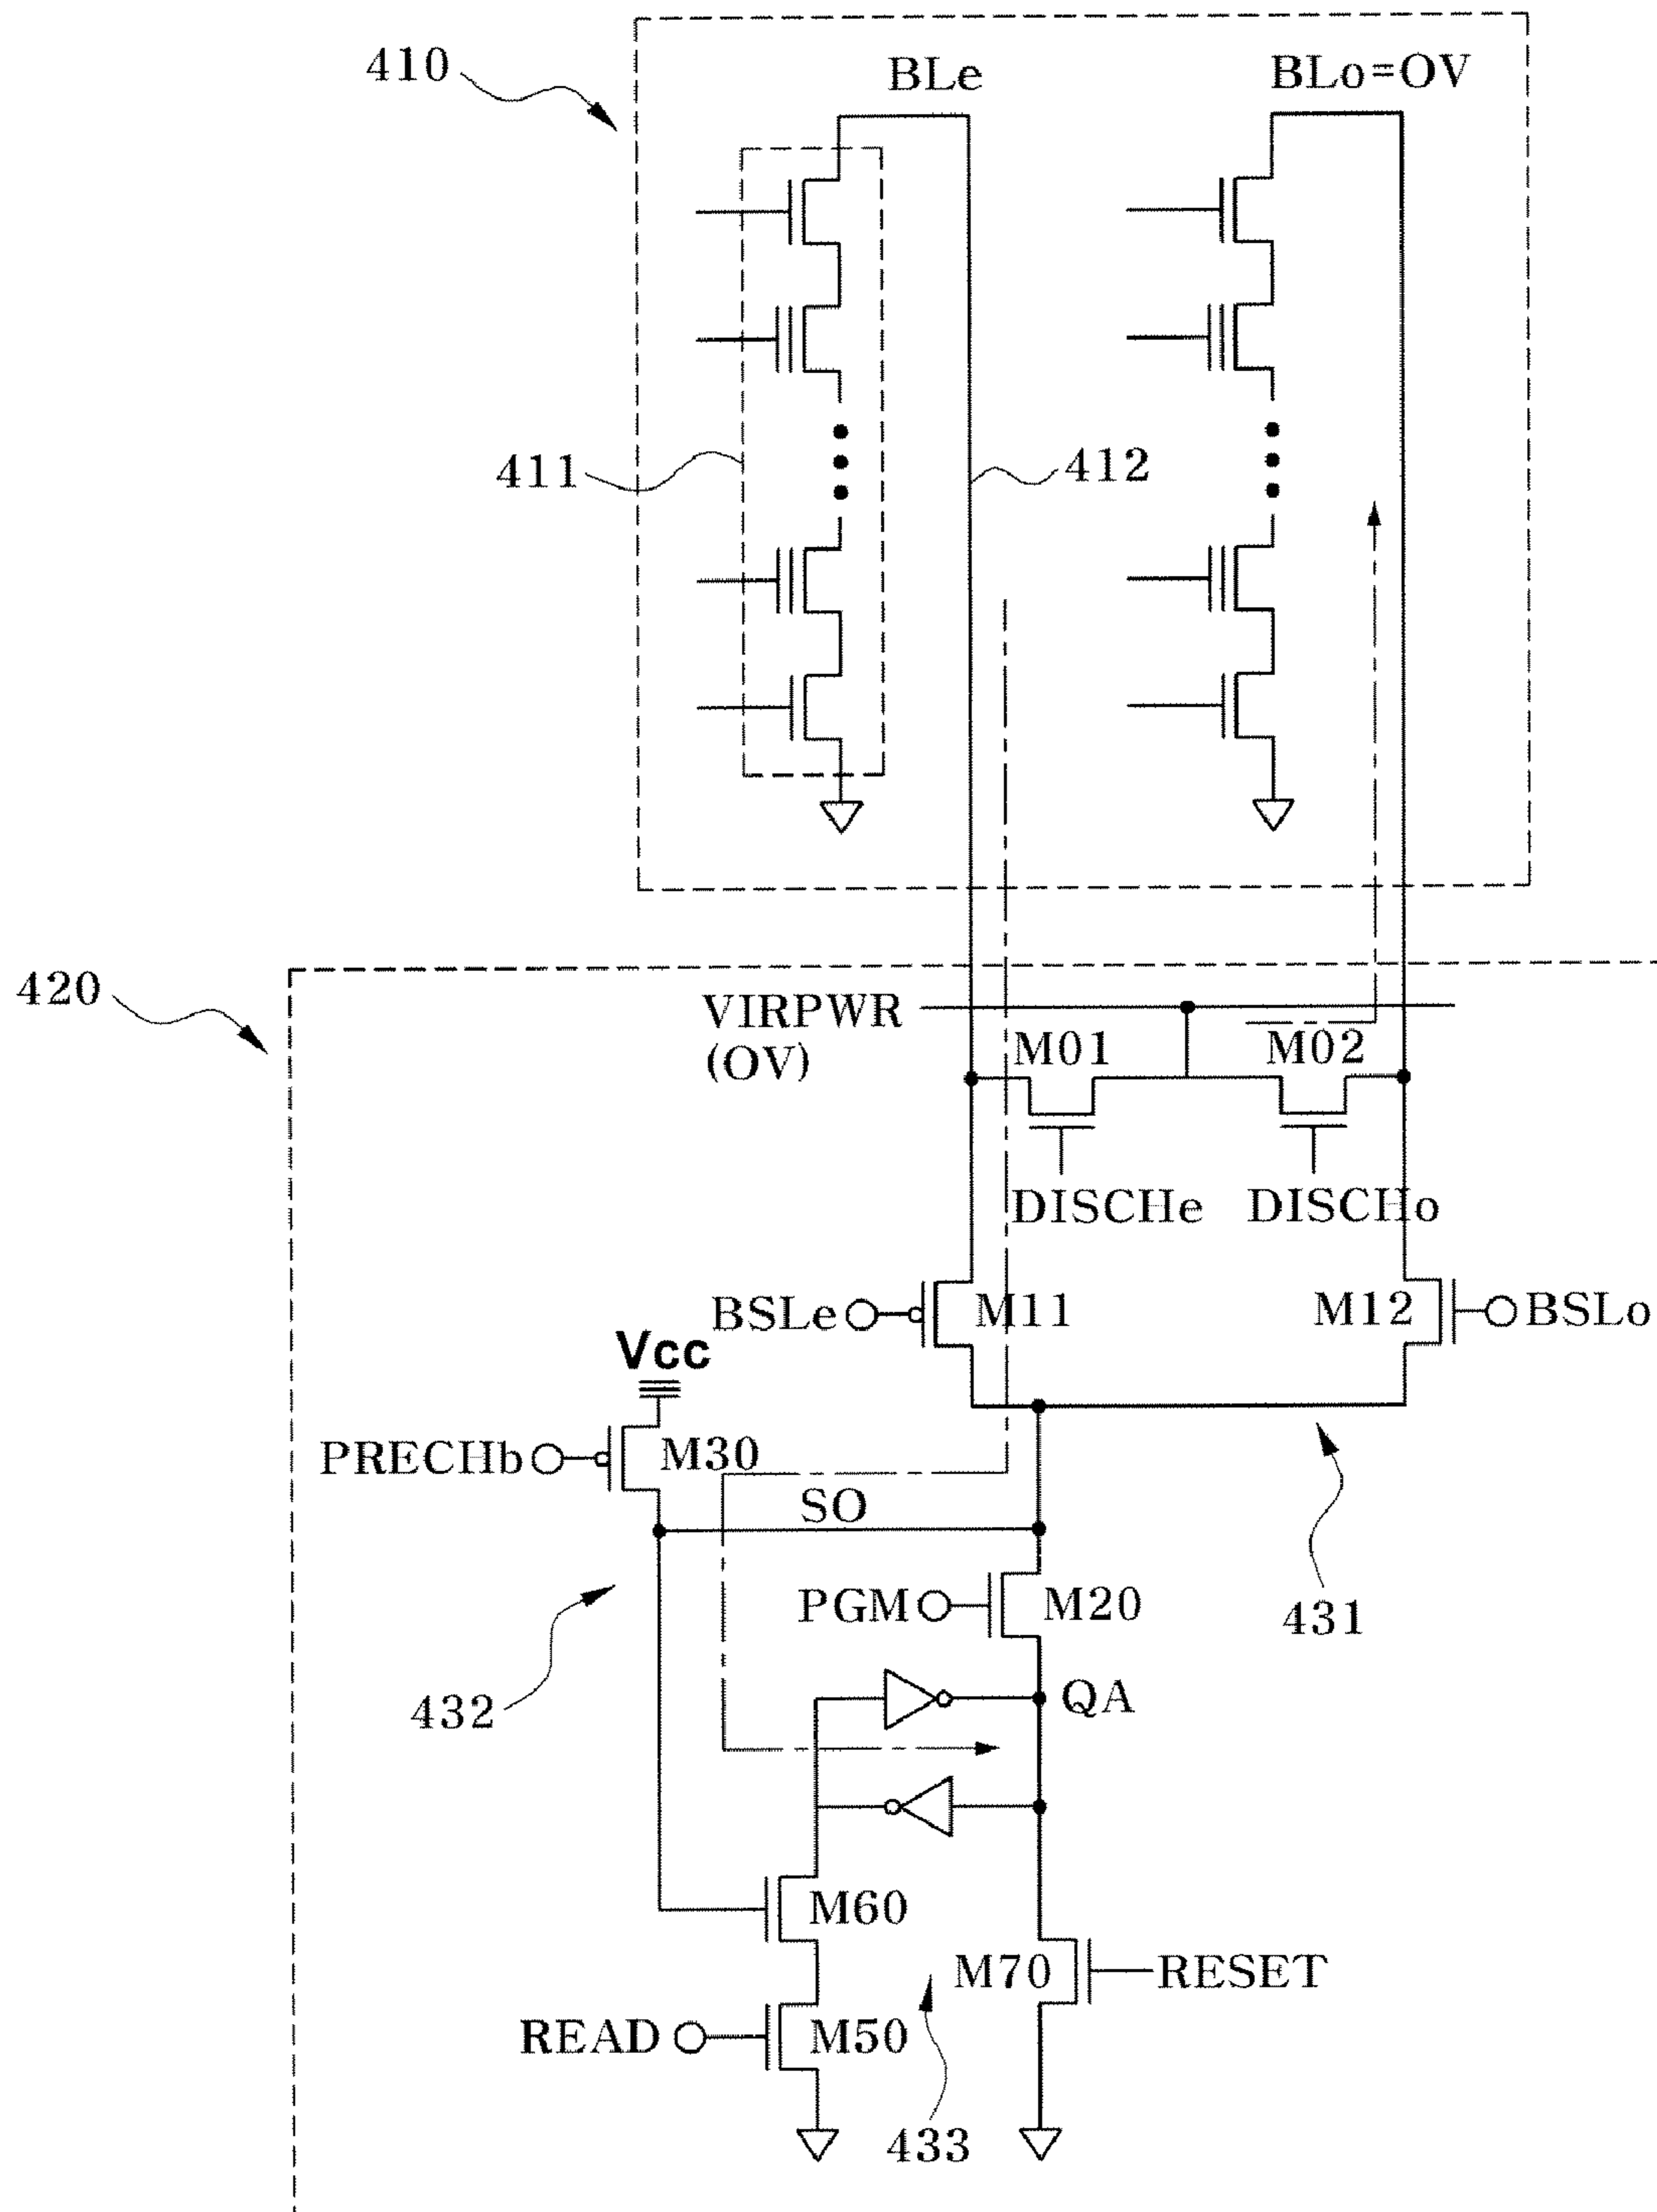 410
BLe
BLo=OV
411
412
420
VIRPWR
(OV)
M01
M02
DISCHe
DISCHo
BSLe
M11
M12
BSLo
Vcc
PRECHb
M30
SO
PGM
M20
431
432
QA
M60
M70
RESET
READ
M50
433